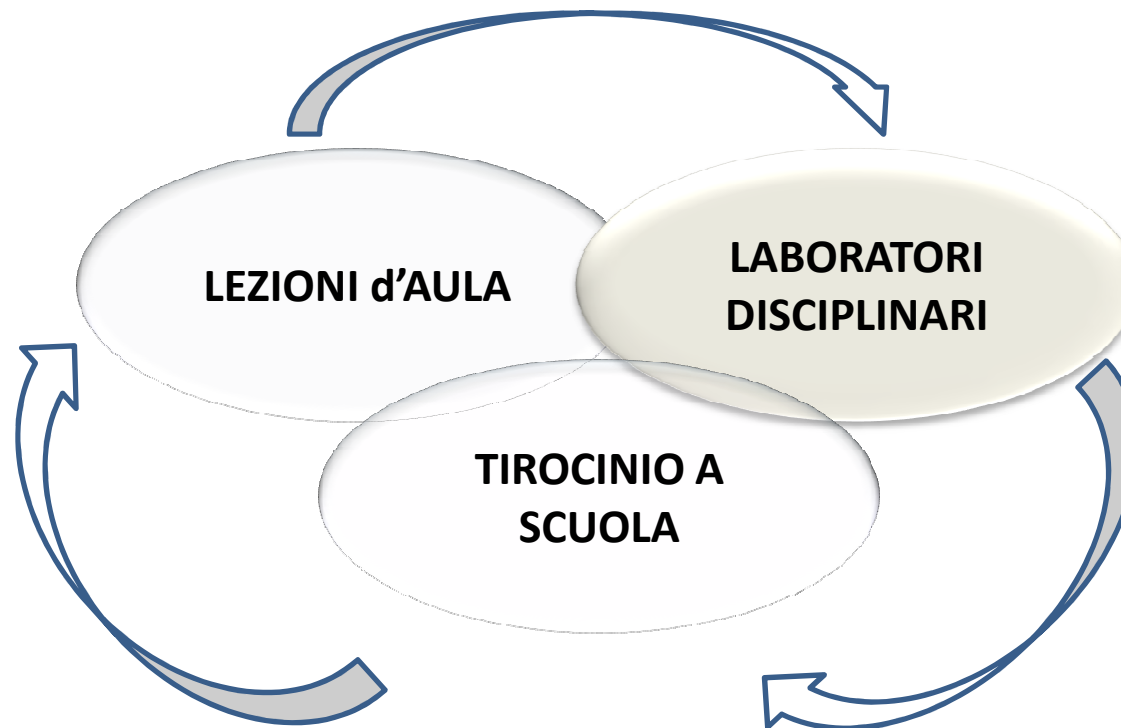 LEZIONI d’AULA
LABORATORI
DISCIPLINARI
TIROCINIO A
SCUOLA